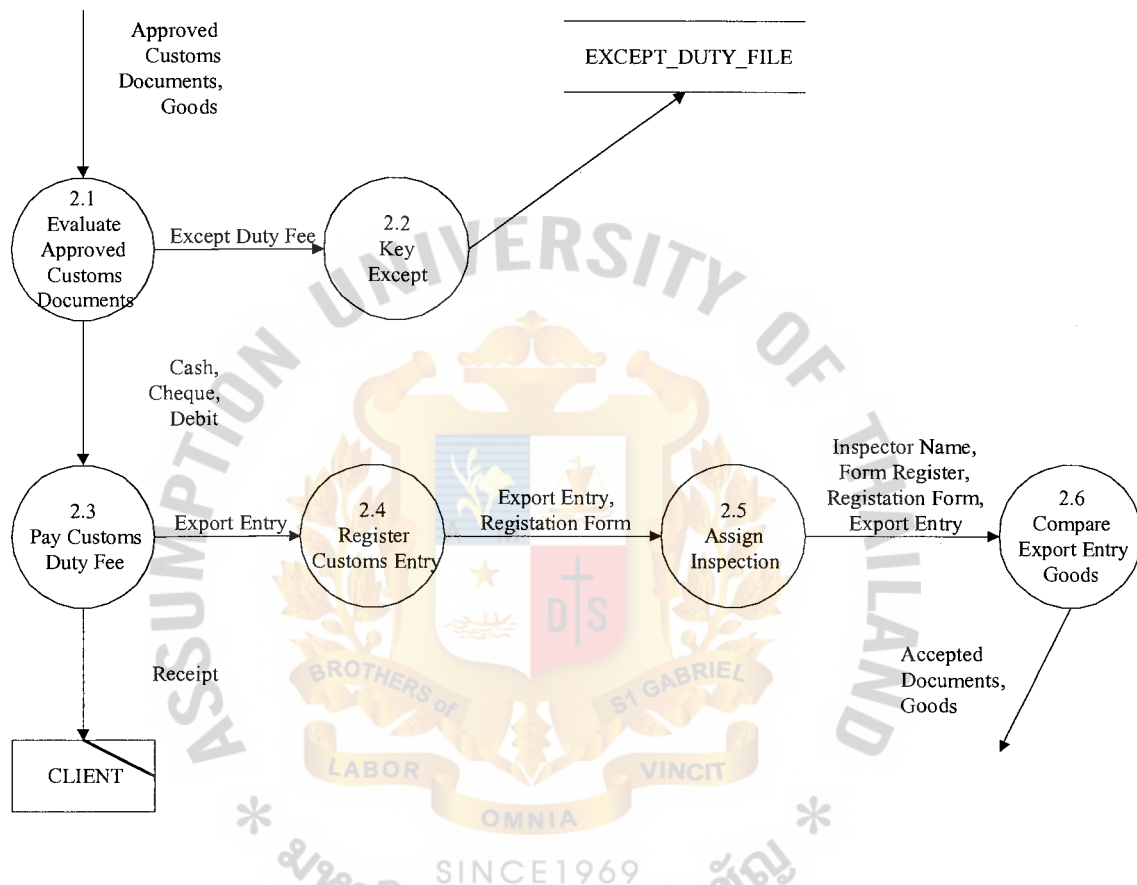 Approved
Customs
Documents,
Goods
EXCEPT_DUTY_FILE
2.1
Evaluate
Approved
Customs
Documents
Except Duty Fee
2.2
Key
Except
Cash,
Cheque,
Debit
2.3
Pay Customs
Duty Fee
Export Entry
2.4
Register
Customs Entry
Export Entry,
Registation Form
2.5
Assign
Inspection
Inspector Name,
Form Register,
Registation Form,
Export Entry
2.6
Compare
Export Entry
Goods
Receipt
CLIENT
Accepted
Documents,
Goods
ASSUMPTION UNIVERSITY OF THAILAND
D S
BROTHERS of
S1 GABRIEL
LABOR
VINCIT
OMNIA
SINCE1969